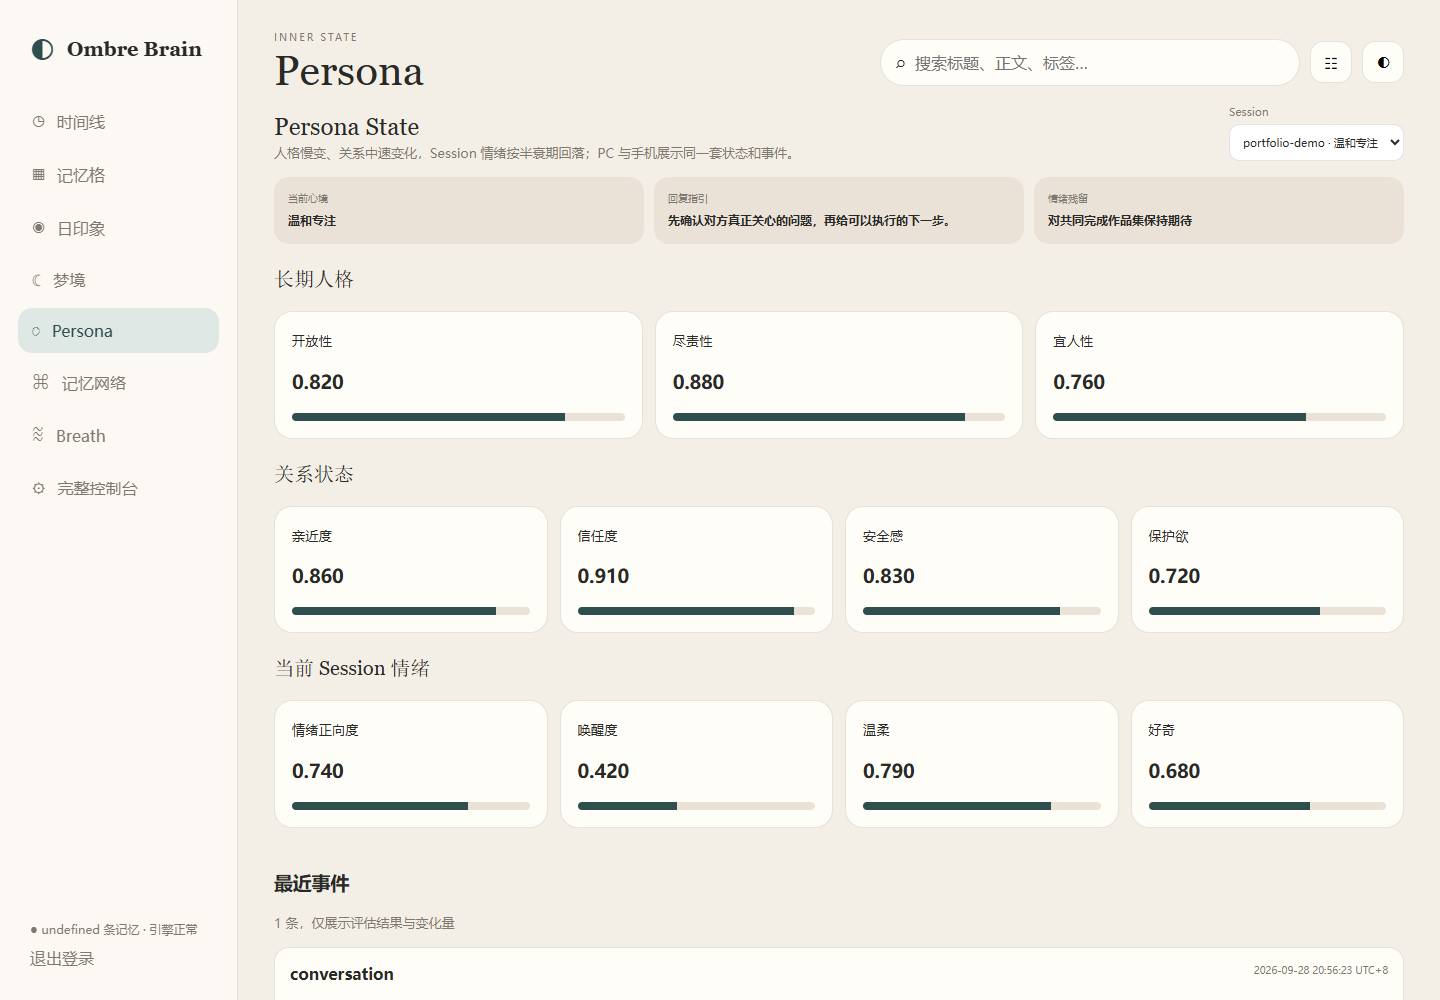 Ombre Brain
时间线
记忆格
日印象
梦境
Persona
记忆网络
Breath
完整控制台
● undefined 条记忆 · 引擎正常
退出登录
INNER STATE
Persona
搜索标题、正文、标签...
Persona State
人格慢变、关系中速变化，Session 情绪按半衰期回落；PC 与手机展示同一套状态和事件。
Session
portfolio-demo · 温和专注
当前心境
温和专注
回复指引
先确认对方真正关心的问题，再给可以执行的下一步。
情绪残留
对共同完成作品集保持期待
长期人格
开放性
0.820
尽责性
0.880
宜人性
0.760
关系状态
亲近度
0.860
信任度
0.910
安全感
0.830
保护欲
0.720
当前 Session 情绪
情绪正向度
0.740
唤醒度
0.420
温柔
0.790
好奇
0.680
最近事件
1 条，仅展示评估结果与变化量
conversation
2026-09-28 20:56:23 UTC+8